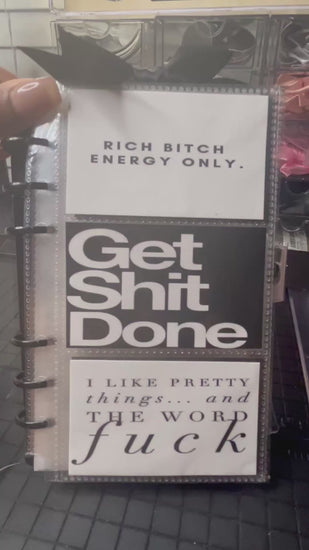 RICH BITCH
ENERGY ONLY.
Get
Shit
Done
I LIKE PRETTY
things... and
THE WORD
fuck